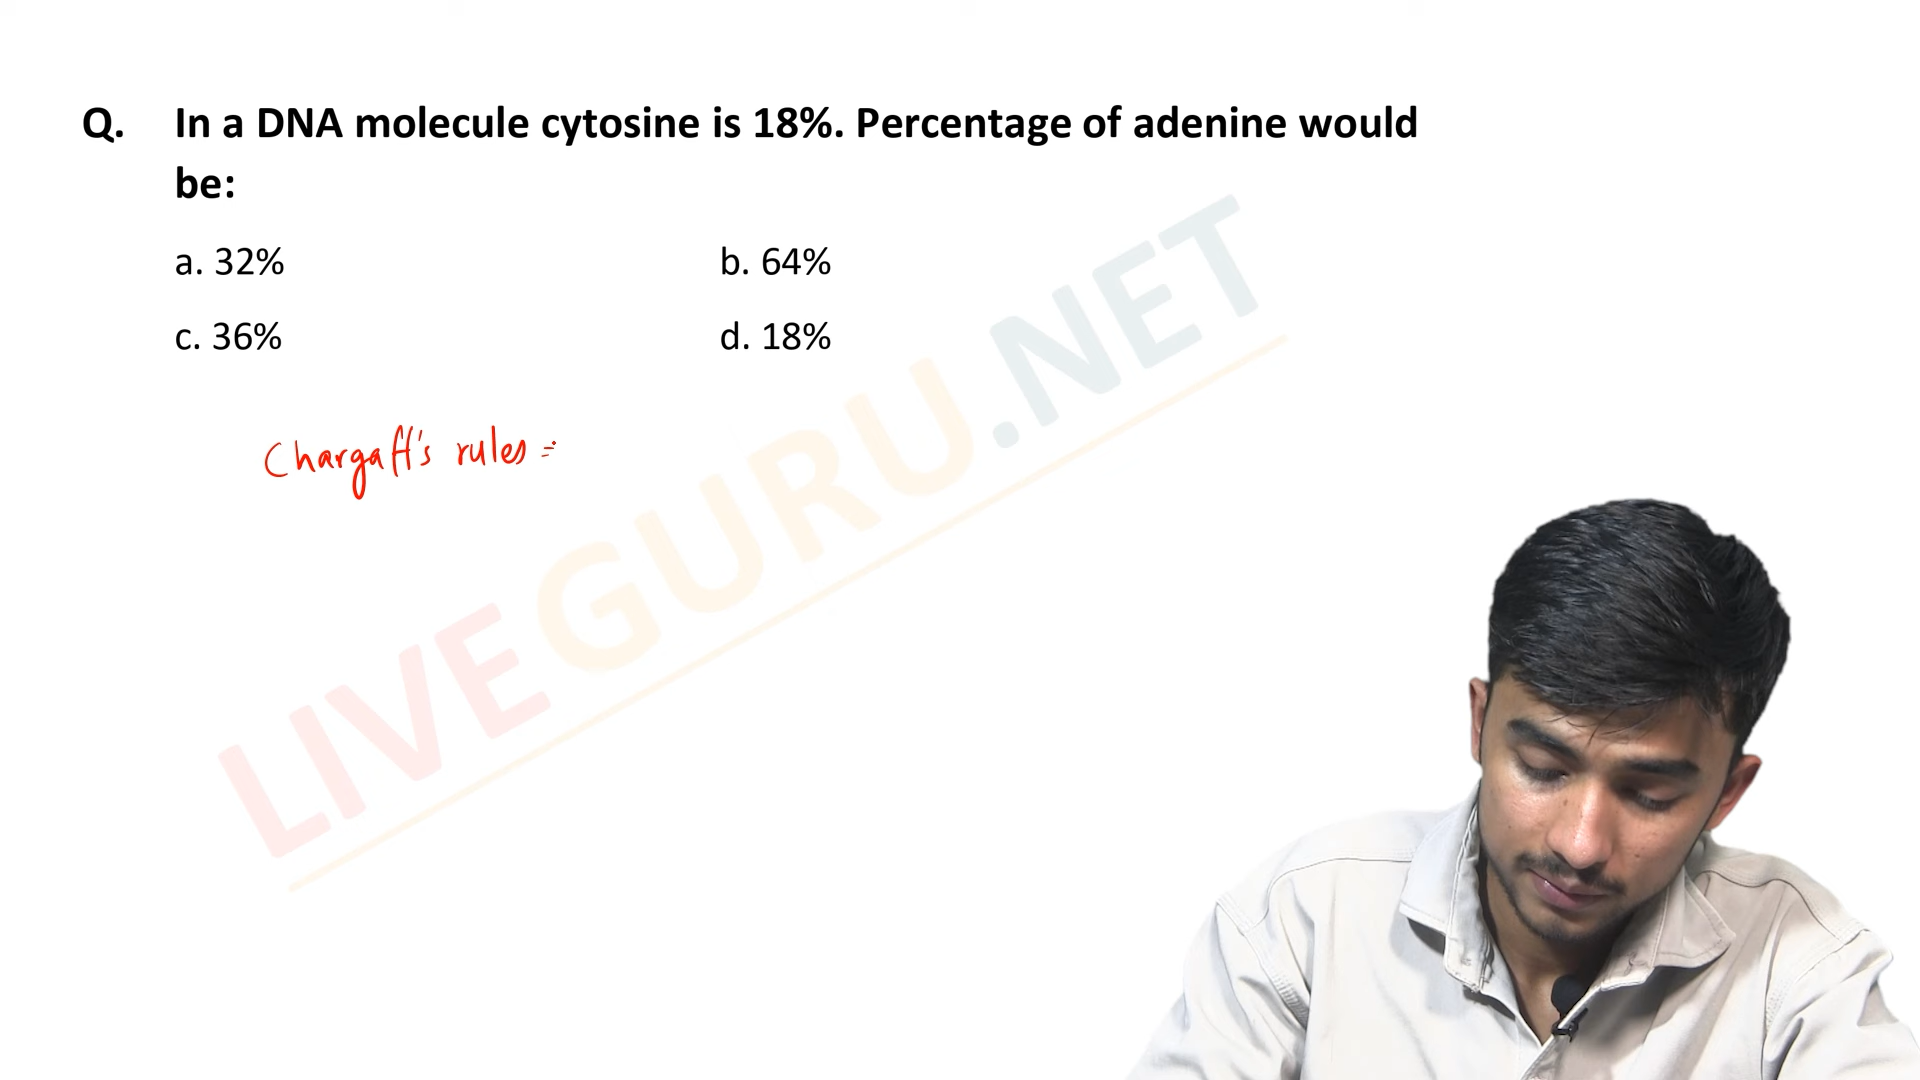 Q. In a DNA molecule cytosine is 18%. Percentage of adenine would
be:
a. 32% b. 64%
c. 36% d. 18%
Chargaff's rules =
LIVEGURU.NET